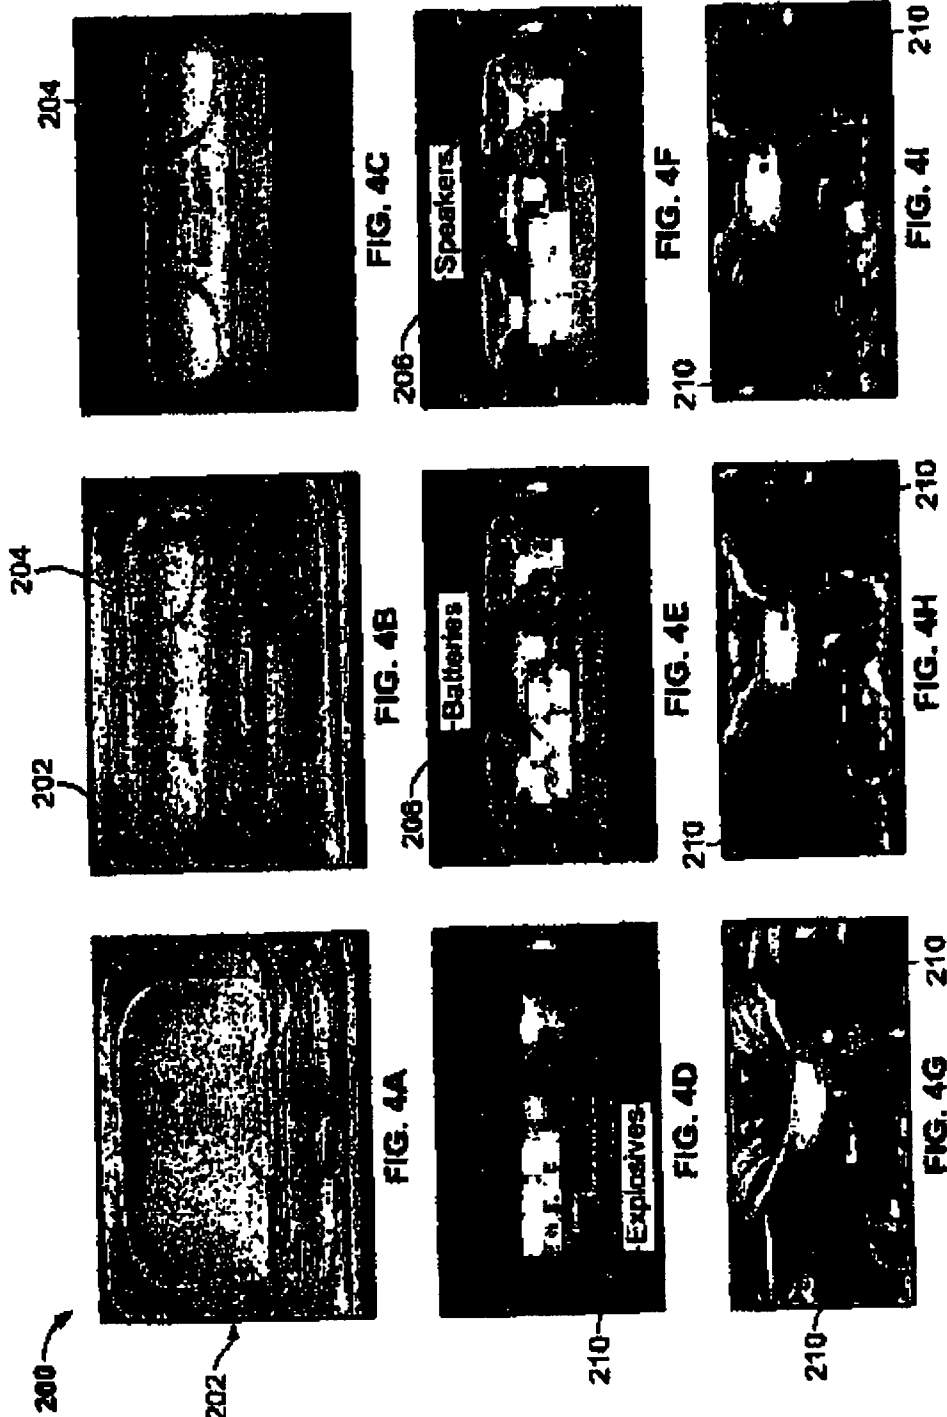 200
202
202
204
204
FIG. 4A
FIG. 4B
FIG. 4C
210
Explosives
206
Batteries
206
Speakers
FIG. 4D
FIG. 4E
FIG. 4F
210
210
210
210
210
210
FIG. 4G
FIG. 4H
FIG. 4I